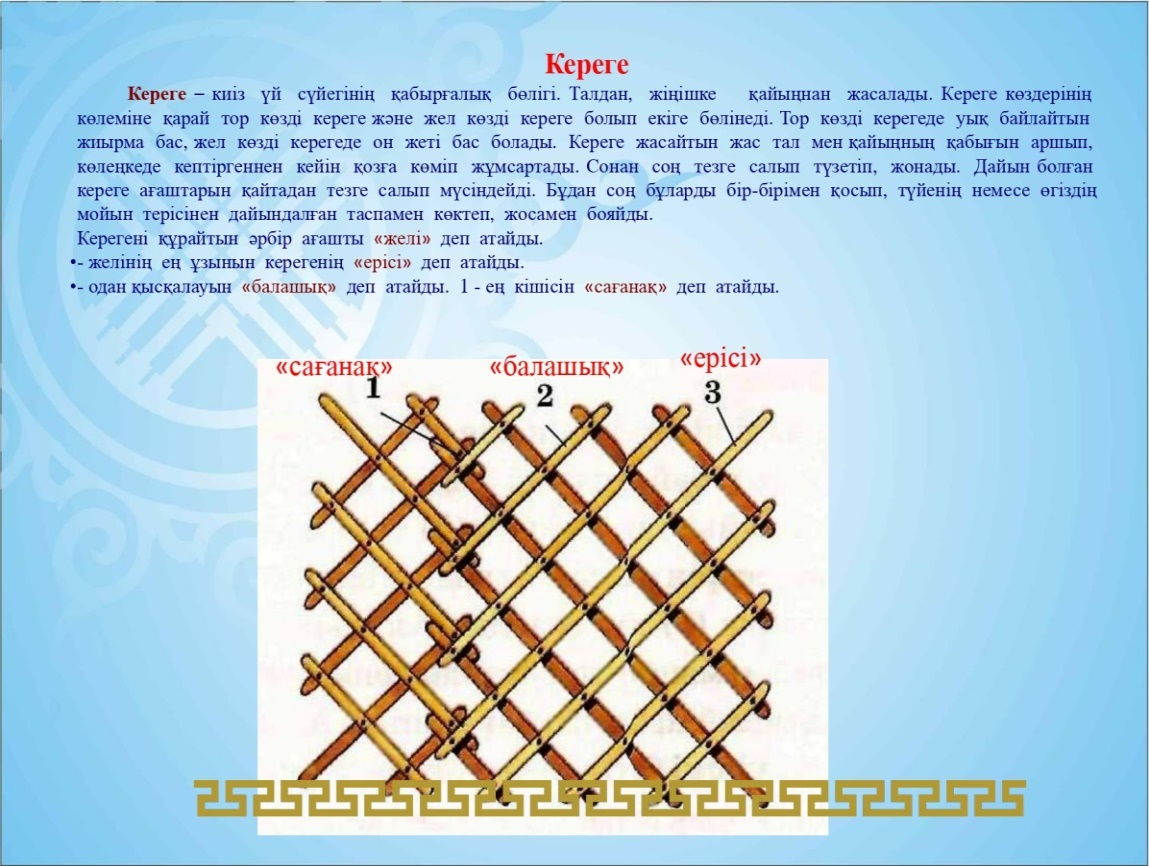 Кереге
Кереге – киіз үй сүйегінің қабырғалық бөлігі. Талдан, жіңішке қайыңнан жасалады. Кереге көздерінің
көлеміне қарай тор көзді кереге және жел көзді кереге болып екіге бөлінеді. Тор көзді керегеде уық байлайтын
жиырма бас, жел көзді керегеде он жеті бас болады. Кереге жасайтын жас тал мен қайыңның қабығын аршып,
көлеңкеде кептіргеннен кейін қозға көміп жұмсартады. Сонан соң тезге салып түзетіп, жонады. Дайын болған
кереге ағаштарын қайтадан тезге салып мүсіндейді. Бұдан соң бұларды бір-бірімен қосып, түйенің немесе өгіздің
мойын терісінен дайындалған таспамен көктеп, жосамен бояйды.
Керегені құрайтын әрбір ағашты «желі» деп атайды.
•- желінің ең ұзынын керегенің «ерісі» деп атайды.
•- одан қысқалауын «балашық» деп атайды. 1 - ең кішісін «сағанақ» деп атайды.
«сағанақ» «балашық» «ерісі»
1 2 3